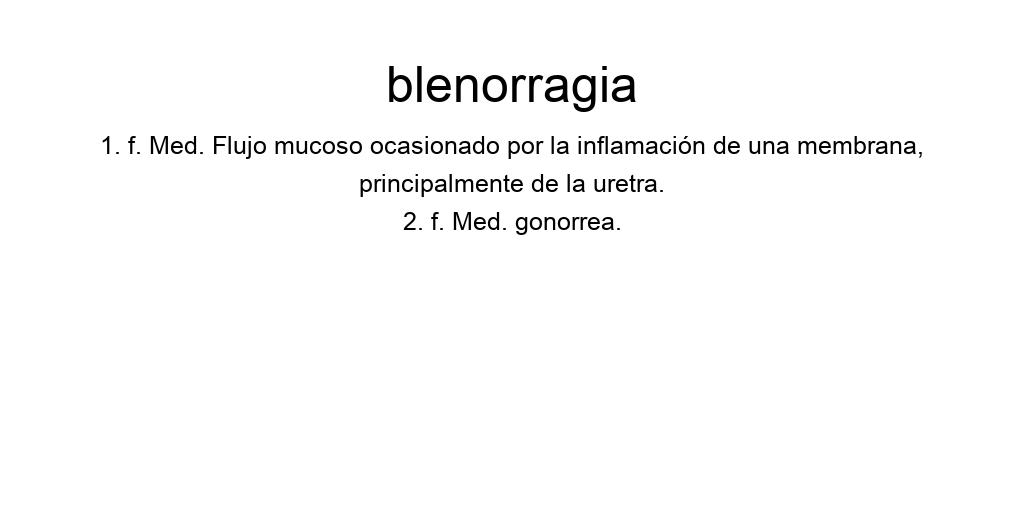 blenorragia
1. f. Med. Flujo mucoso ocasionado por la inflamación de una membrana,
principalmente de la uretra.
2. f. Med. gonorrea.